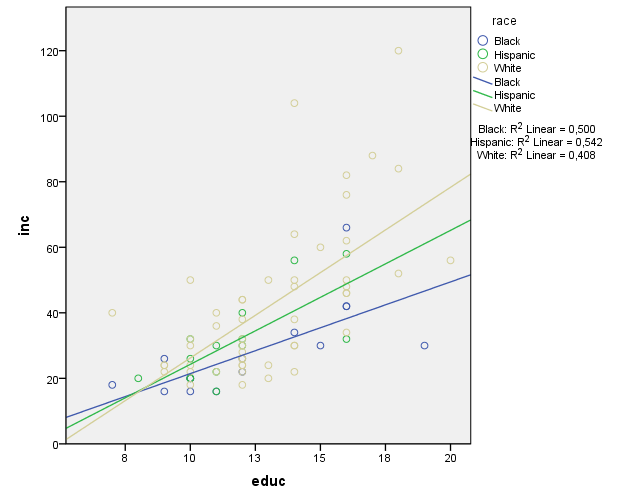 race
Black
Hispanic
White
Black
Hispanic
White
Black: R2 Linear = 0,500
Hispanic: R2 Linear = 0,542
White: R2 Linear = 0,408
inc
120
100
80
60
40
20
0
8 10 13 15 18 20
educ